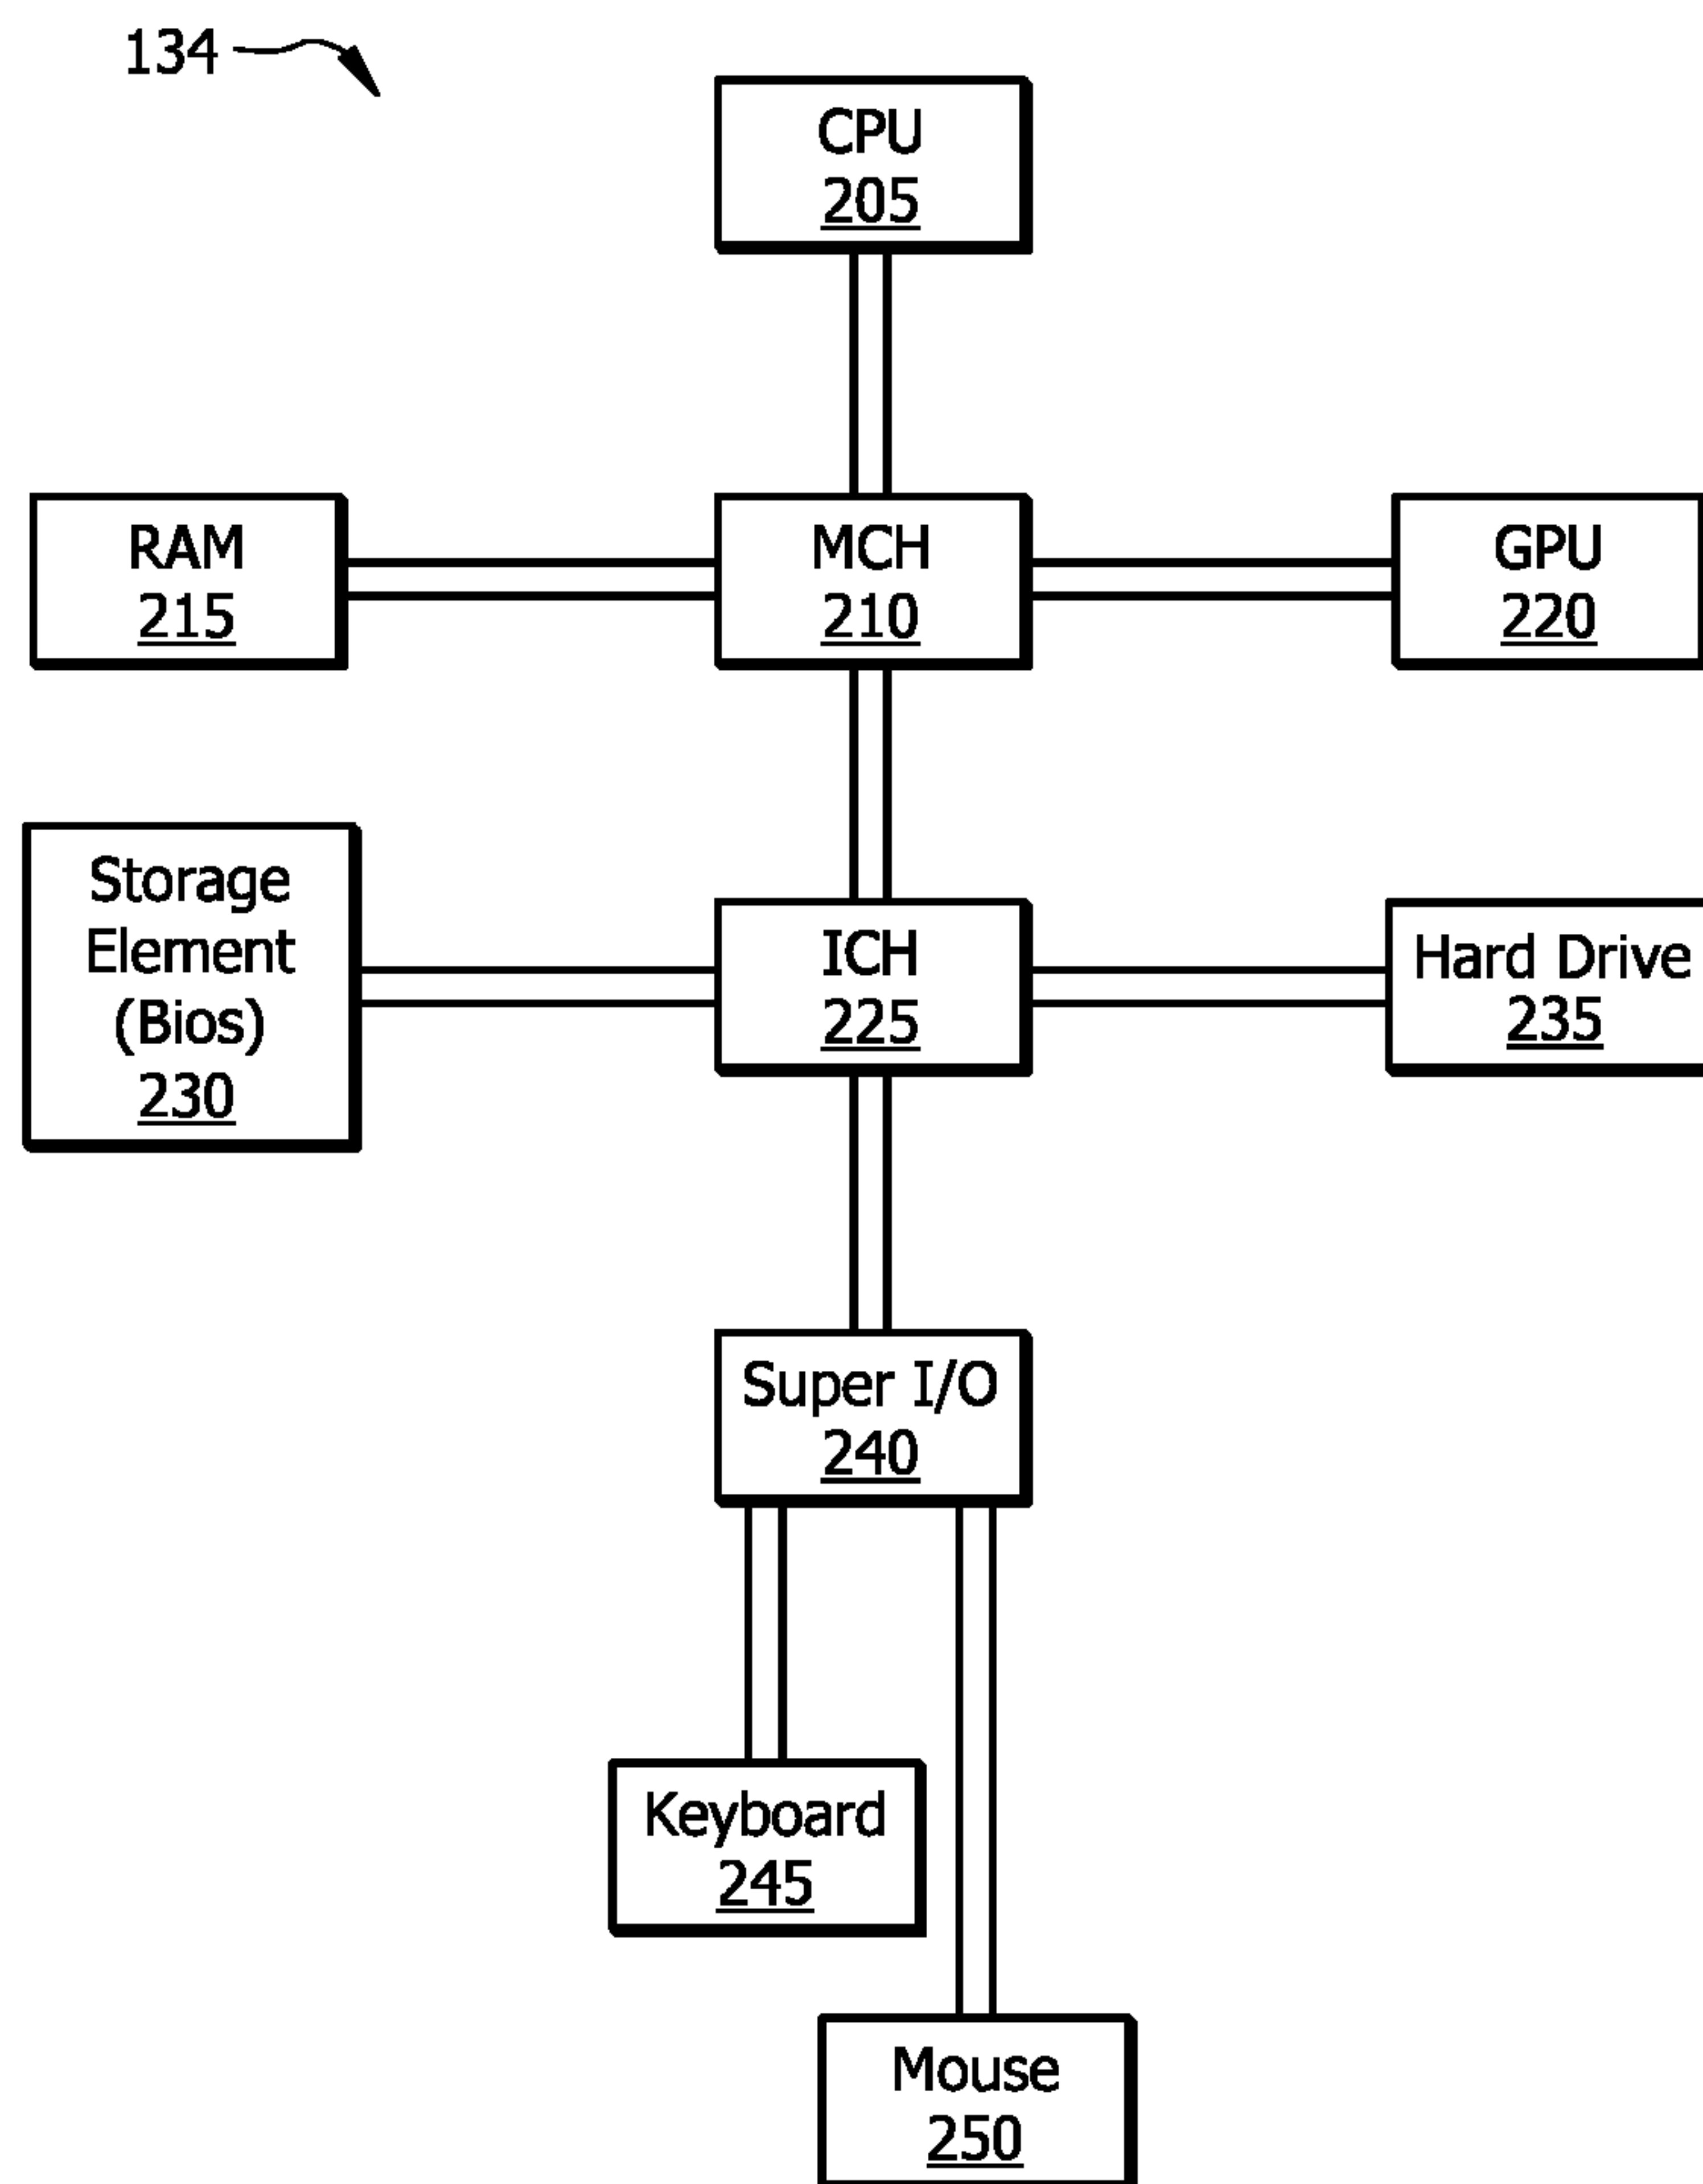 134
CPU
205
RAM
215
MCH
210
GPU
220
Storage
Element
(Bios)
230
ICH
225
Hard Drive
235
Super I/O
240
Keyboard
245
Mouse
250